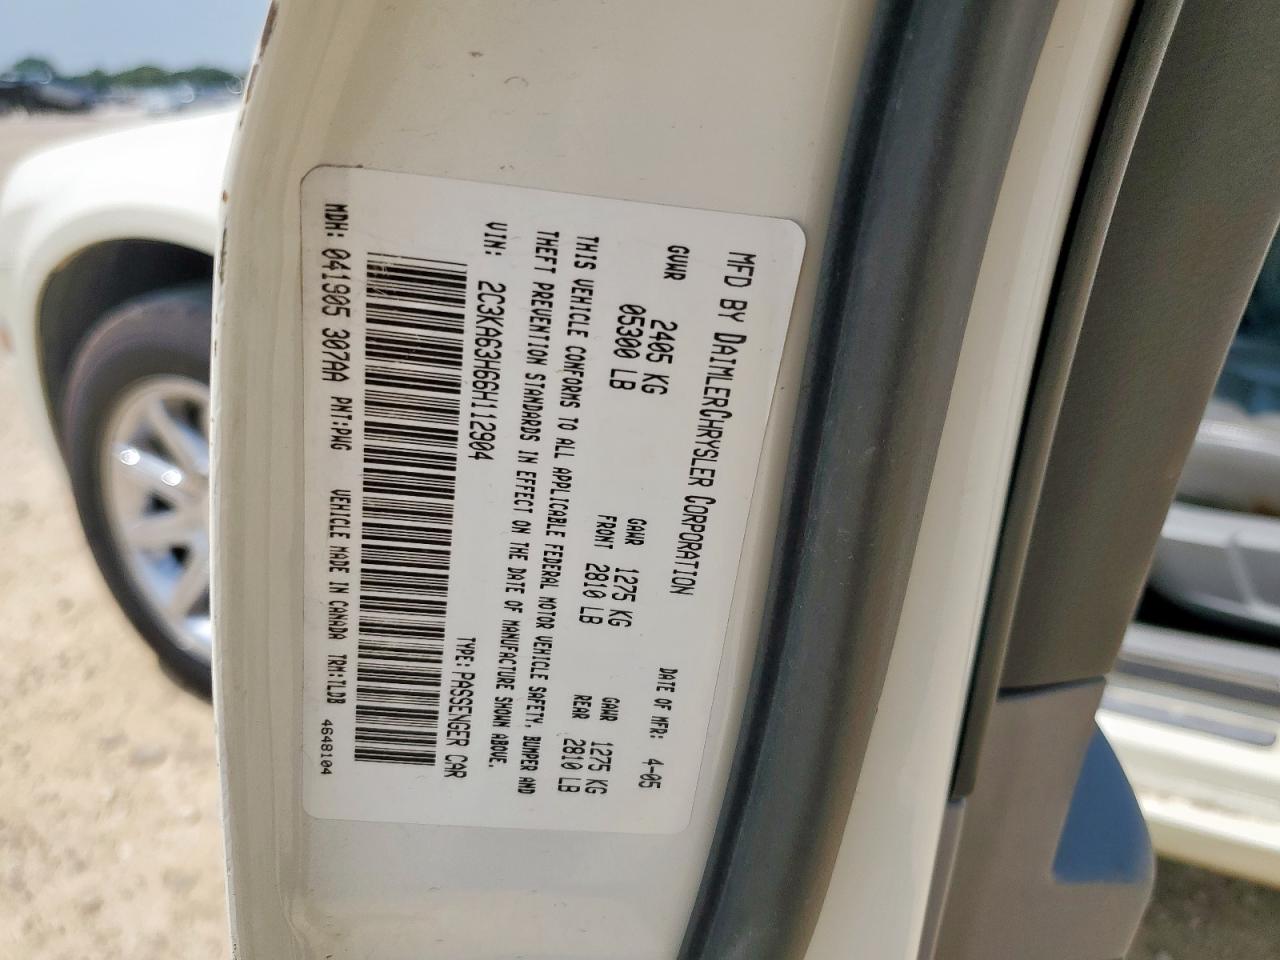 MFD BY DAIMLERCHRYSLER CORPORATION
DATE OF MFR: 4-05
GVWR 2405 KG
05300 LB
GAWR 1275 KG
FRONT 2810 LB
GAWR 1275 KG
REAR 2810 LB
THIS VEHICLE CONFORMS TO ALL APPLICABLE FEDERAL MOTOR VEHICLE SAFETY, BUMPER AND
THEFT PREVENTION STANDARDS IN EFFECT ON THE DATE OF MANUFACTURE SHOWN ABOVE.
VIN: 2C3KA63H66H112904
TYPE: PASSENGER CAR
MDH: 041905 307AA PNT:PWG VEHICLE MADE IN CANADA TRM:TLDB 4648104